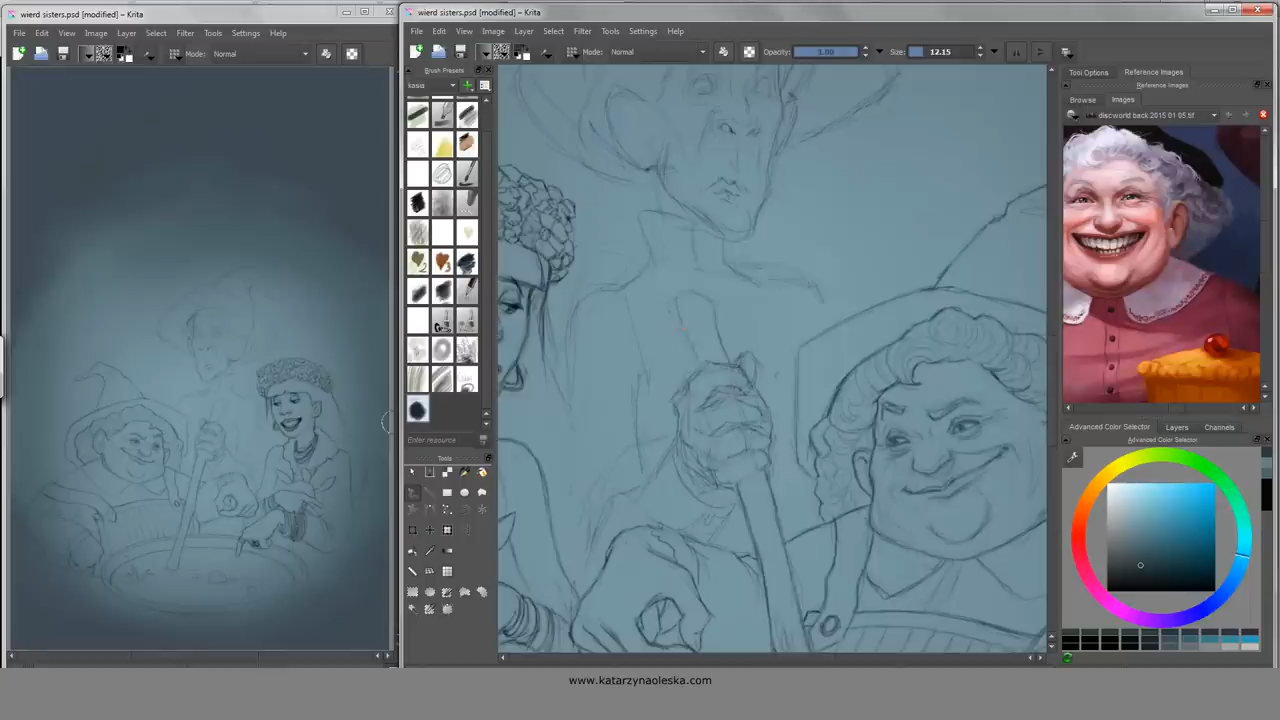 wierd sisters.psd [modified] – Krita
File Edit View Image Layer Select Filter Tools Settings Help
Mode: Normal
wierd sisters.psd [modified] – Krita
File Edit View Image Layer Select Filter Tools Settings Help
Mode: Normal Opacity: 3.00 Size: 12.15
Brush Presets
kasia
Enter resource
Tools
Tool Options Reference Images
Reference Images
Browse Images
discworld back 2015 01 05.tif
Advanced Color Selector Layers Channels
Advanced Color Selector
www.katarzynaoleska.com